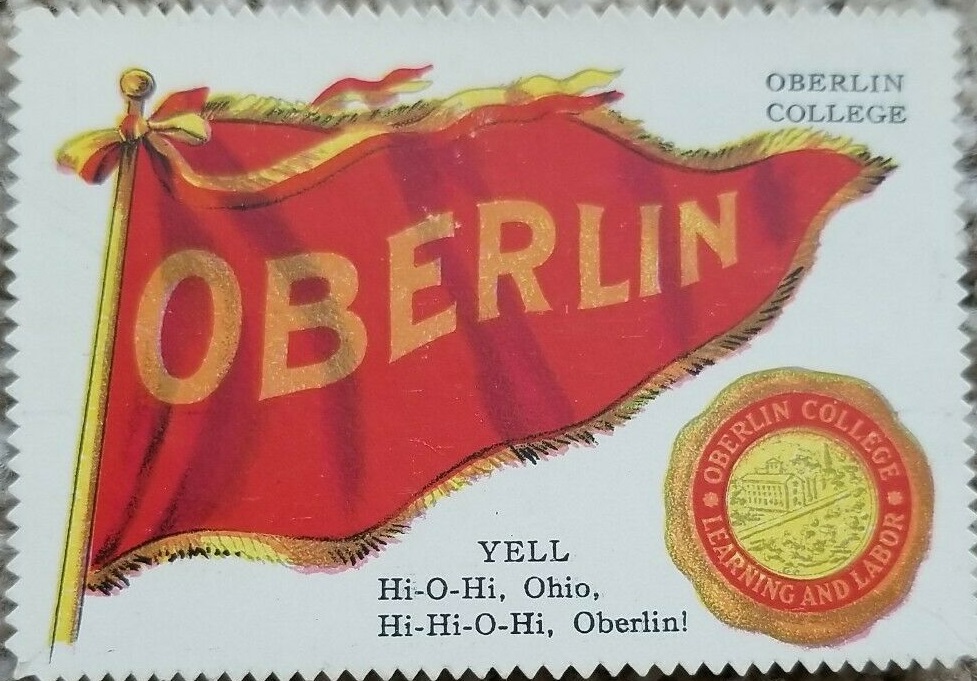 OBERLIN
COLLEGE
OBERLIN
OBERLIN COLLEGE
LEARNING AND LABOR
YELL
Hi-O-Hi, Ohio,
Hi-Hi-O-Hi, Oberlin!